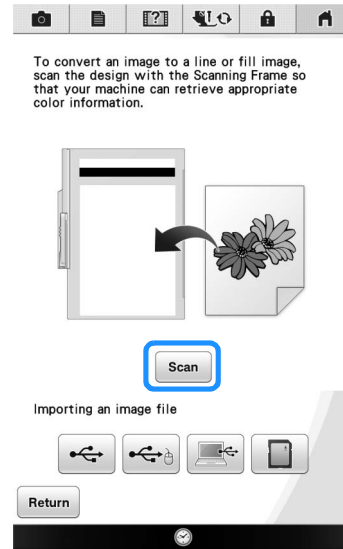 To convert an image to a line or fill image,
scan the design with the Scanning Frame so
that your machine can retrieve appropriate
color information.
Scan
Importing an image file
Return